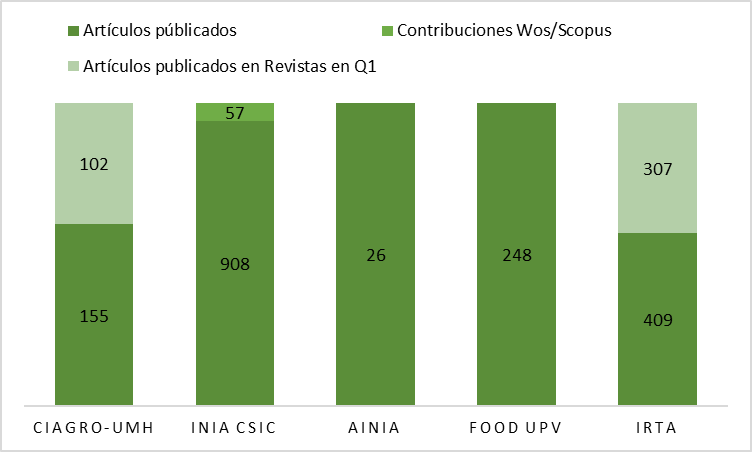 Artículos públicados
Contribuciones Wos/Scopus
Artículos publicados en Revistas en Q1
102
57
307
908
26
248
155
409
CIAGRO-UMH
INIA CSIC
AINIA
FOOD UPV
IRTA